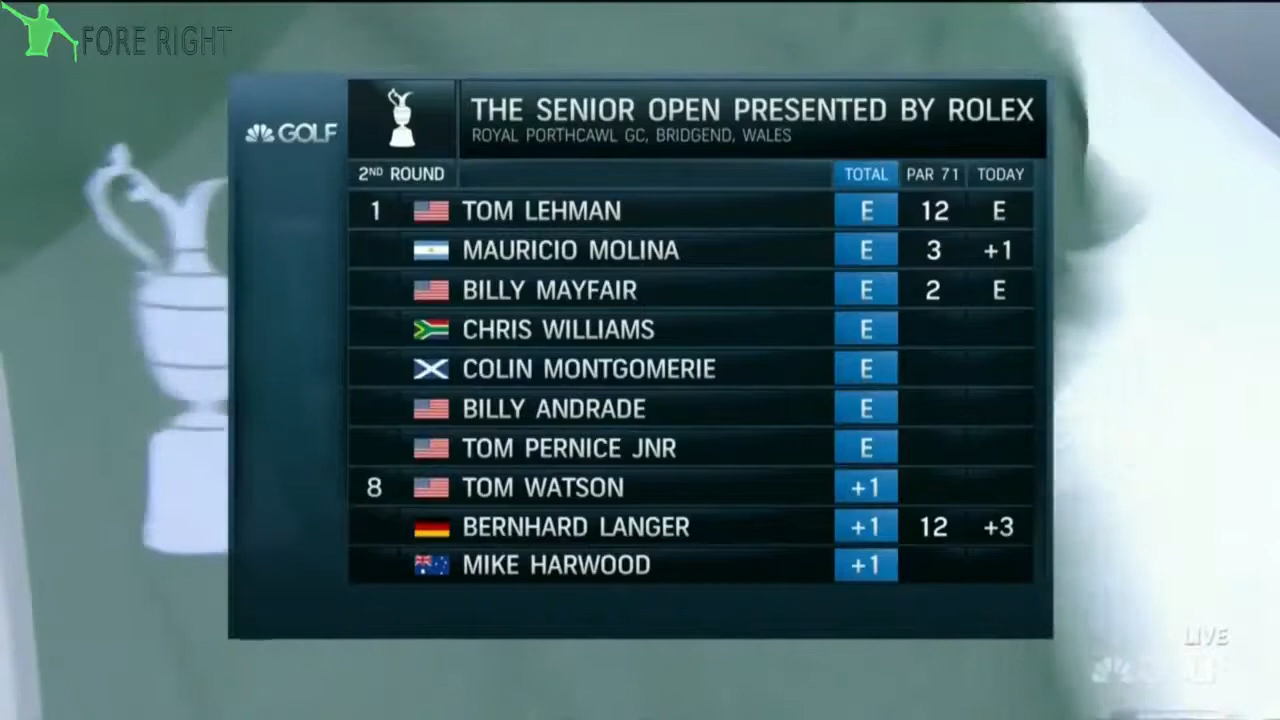 FORE RIGHT
GOLF
THE SENIOR OPEN PRESENTED BY ROLEX
ROYAL PORTHCAWL GC, BRIDGEND, WALES
2ND ROUND TOTAL PAR 71 TODAY
1 TOM LEHMAN E 12 E
MAURICIO MOLINA E 3 +1
BILLY MAYFAIR E 2 E
CHRIS WILLIAMS E
COLIN MONTGOMERIE E
BILLY ANDRADE E
TOM PERNICE JNR E
8 TOM WATSON +1
BERNHARD LANGER +1 12 +3
MIKE HARWOOD +1
LIVE
GOLF